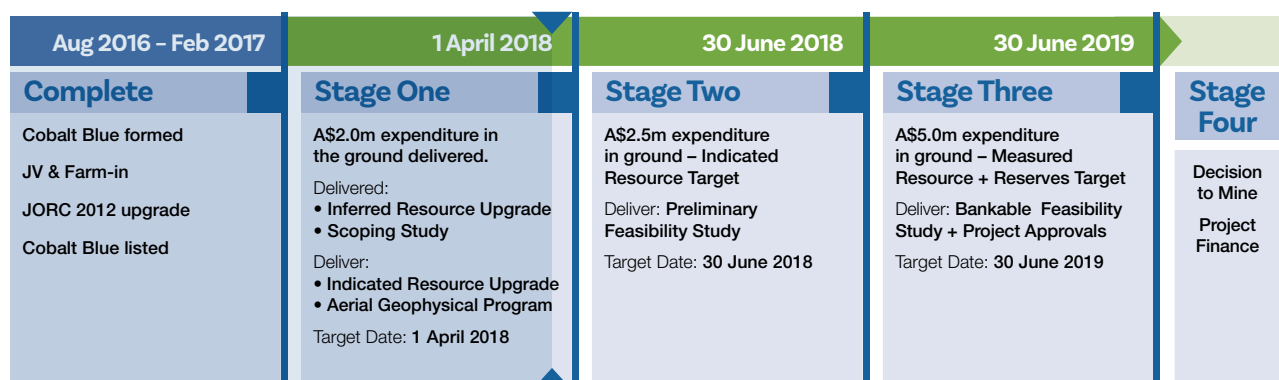 Aug 2016 – Feb 2017
1 April 2018
30 June 2018
30 June 2019
Complete
Cobalt Blue formed
JV & Farm-in
JORC 2012 upgrade
Cobalt Blue listed
Stage One
A$2.0m expenditure in
the ground delivered.
Delivered:
• Inferred Resource Upgrade
• Scoping Study
Deliver:
• Indicated Resource Upgrade
• Aerial Geophysical Program
Target Date: 1 April 2018
Stage Two
A$2.5m expenditure
in ground – Indicated
Resource Target
Deliver: Preliminary
Feasibility Study
Target Date: 30 June 2018
Stage Three
A$5.0m expenditure
in ground – Measured
Resource + Reserves Target
Deliver: Bankable Feasibility
Study + Project Approvals
Target Date: 30 June 2019
Stage
Four
Decision
to Mine
Project
Finance